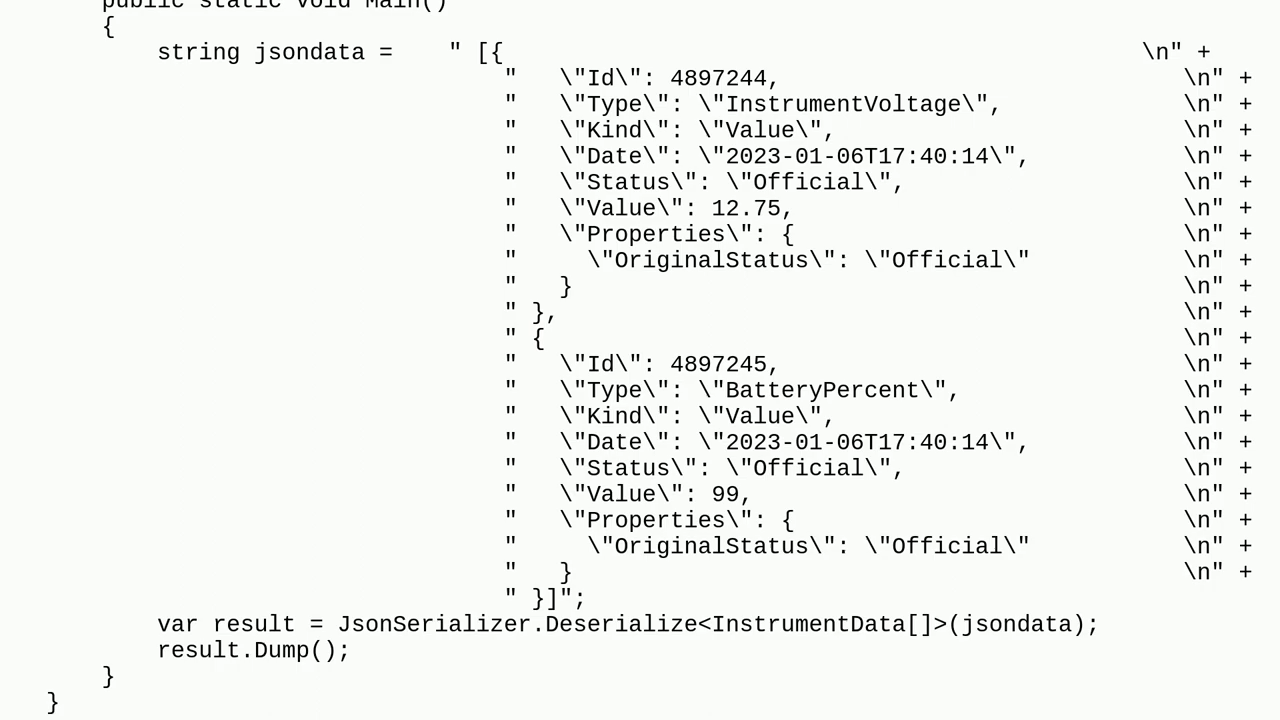 public static void Main()
{
string jsondata = " [{ \n" +
" \"Id\": 4897244, \n" +
" \"Type\": \"InstrumentVoltage\", \n" +
" \"Kind\": \"Value\", \n" +
" \"Date\": \"2023-01-06T17:40:14\", \n" +
" \"Status\": \"Official\", \n" +
" \"Value\": 12.75, \n" +
" \"Properties\": { \n" +
" \"OriginalStatus\": \"Official\" \n" +
" } \n" +
" }, \n" +
" { \n" +
" \"Id\": 4897245, \n" +
" \"Type\": \"BatteryPercent\", \n" +
" \"Kind\": \"Value\", \n" +
" \"Date\": \"2023-01-06T17:40:14\", \n" +
" \"Status\": \"Official\", \n" +
" \"Value\": 99, \n" +
" \"Properties\": { \n" +
" \"OriginalStatus\": \"Official\" \n" +
" } \n" +
" }]";
var result = JsonSerializer.Deserialize<InstrumentData[]>(jsondata);
result.Dump();
}
}